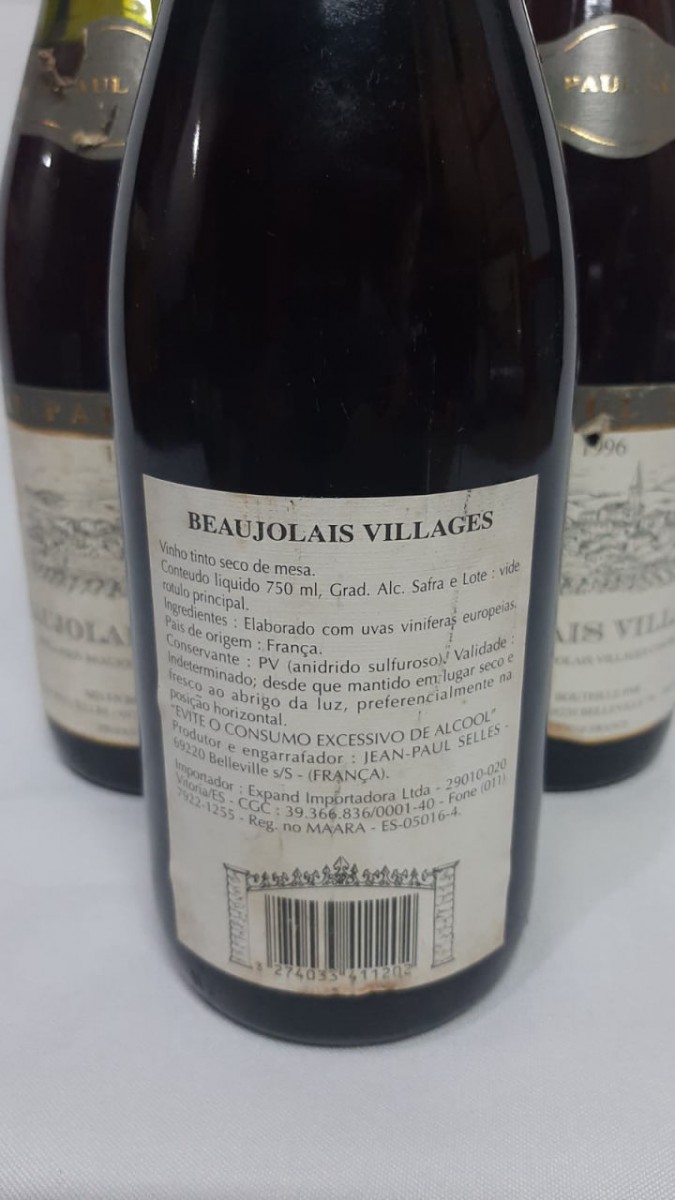 BEAUJOLAIS VILLAGES
Vinho tinto seco de mesa.
Conteudo liquido 750 ml, Grad. Alc. Safra e Lote : vide
rotulo principal.
Ingredientes : Elaborado com uvas viniferas europeias.
Pais de origem : França.
Conservante : PV (anidrido sulfuroso). Validade :
Indeterminado; desde que mantido em lugar seco e
fresco ao abrigo da luz, preferencialmente na
posição horizontal.
"EVITE O CONSUMO EXCESSIVO DE ALCOOL"
Produtor e engarrafador : JEAN-PAUL SELLES -
69220 Belleville s/S - (FRANÇA).
Importador : Expand Importadora Ltda - 29010-020
Vitoria/ES - CGC : 39.366.836/0001-40 - Fone (011)
7922-1255 - Reg. no MAARA - ES-05016-4.
3 274035 411202
PAUL
1996